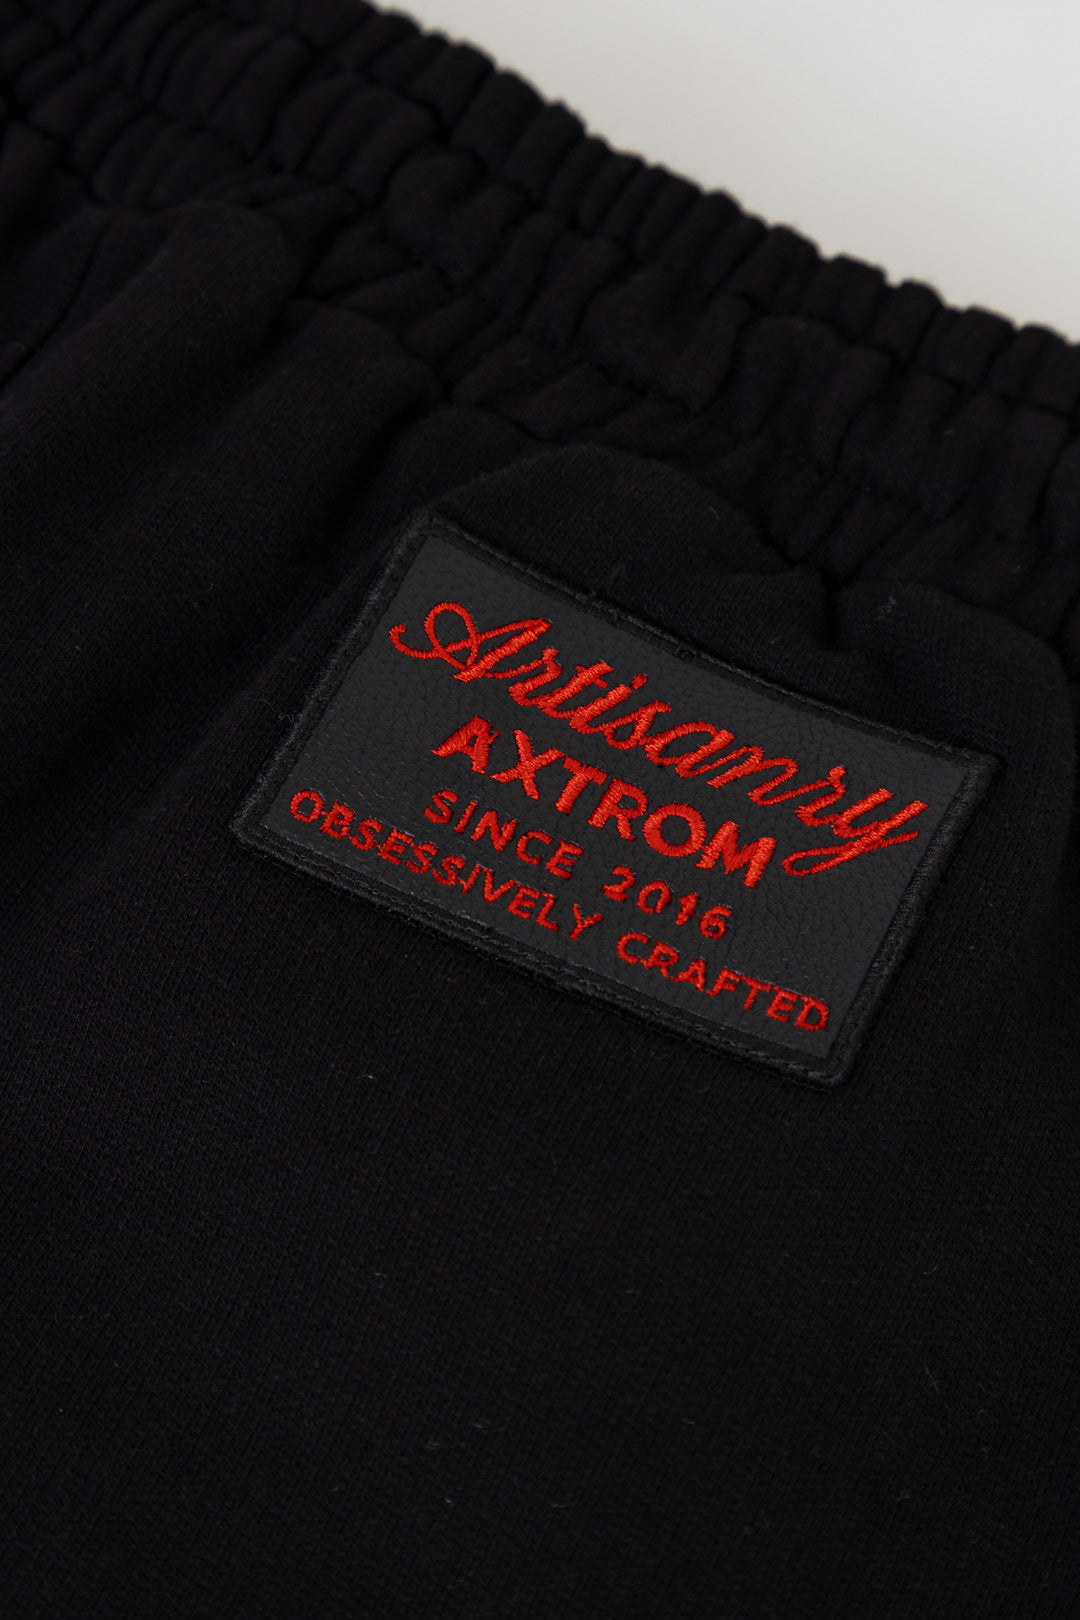 Artisanry
AXTROM
SINCE 2016
OBSESSIVELY CRAFTED